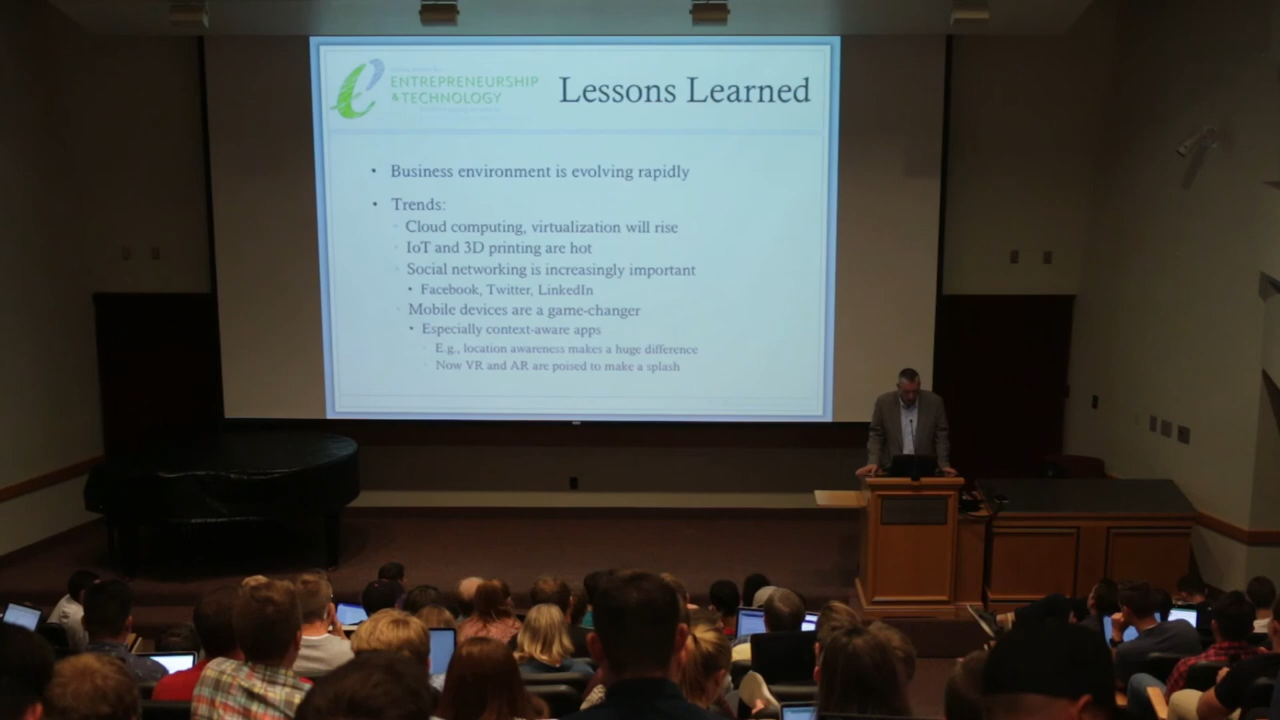 ENTREPRENEURSHIP
& TECHNOLOGY
Lessons Learned
• Business environment is evolving rapidly
• Trends:
Cloud computing, virtualization will rise
IoT and 3D printing are hot
Social networking is increasingly important
• Facebook, Twitter, LinkedIn
Mobile devices are a game-changer
• Especially context-aware apps
E.g., location awareness makes a huge difference
Now VR and AR are poised to make a splash